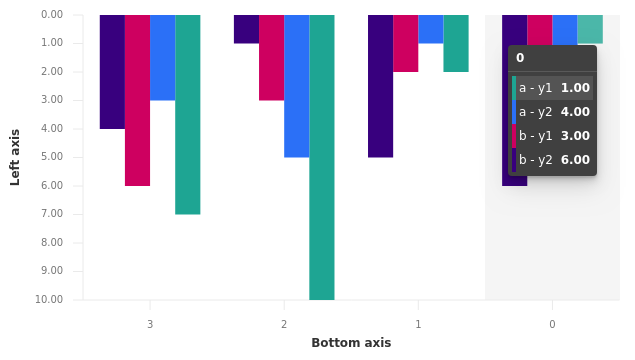 0.00
1.00
2.00
3.00
4.00
5.00
6.00
7.00
8.00
9.00
10.00
Left axis
0
a - y1 1.00
a - y2 4.00
b - y1 3.00
b - y2 6.00
3 2 1 0
Bottom axis